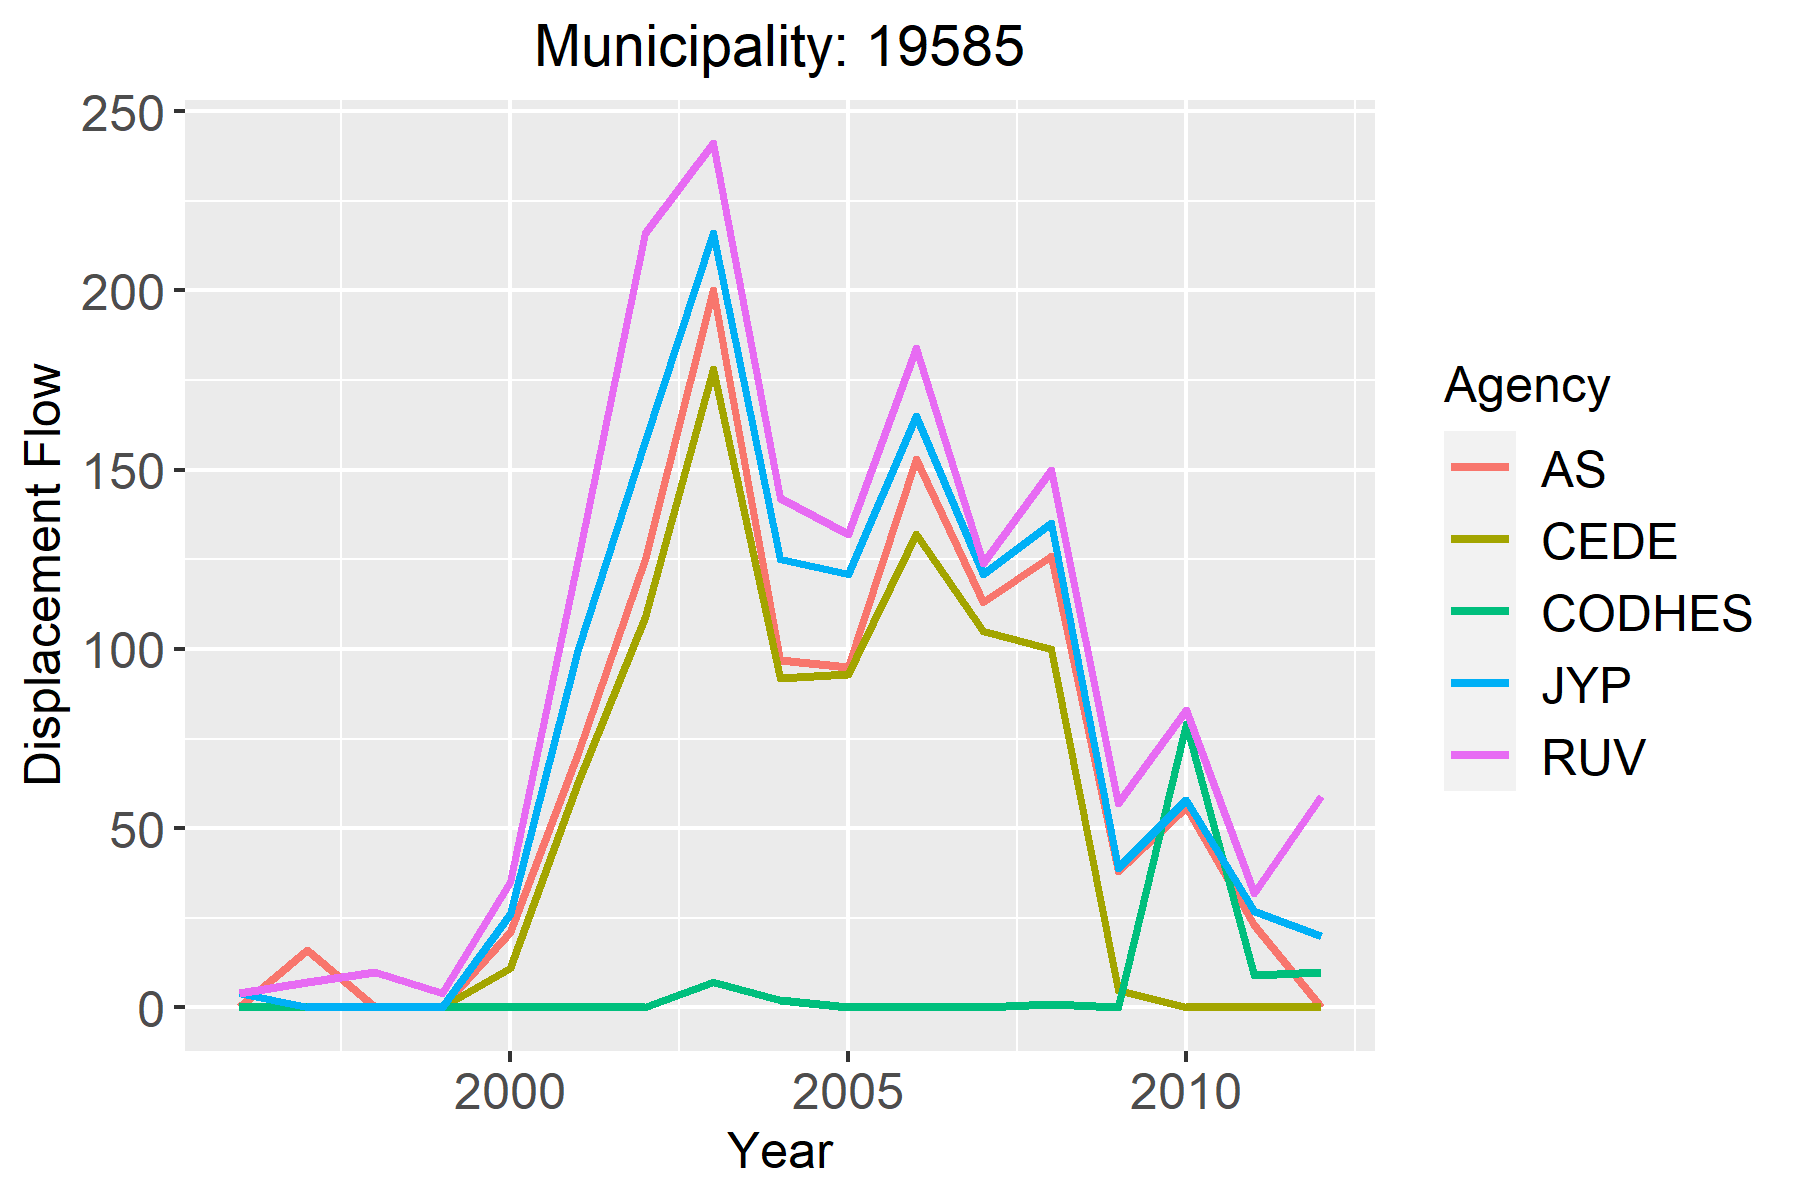 Municipality: 19585
250
200
150
100
50
0
Displacement Flow
2000 2005 2010
Year
Agency
AS
CEDE
CODHES
JYP
RUV